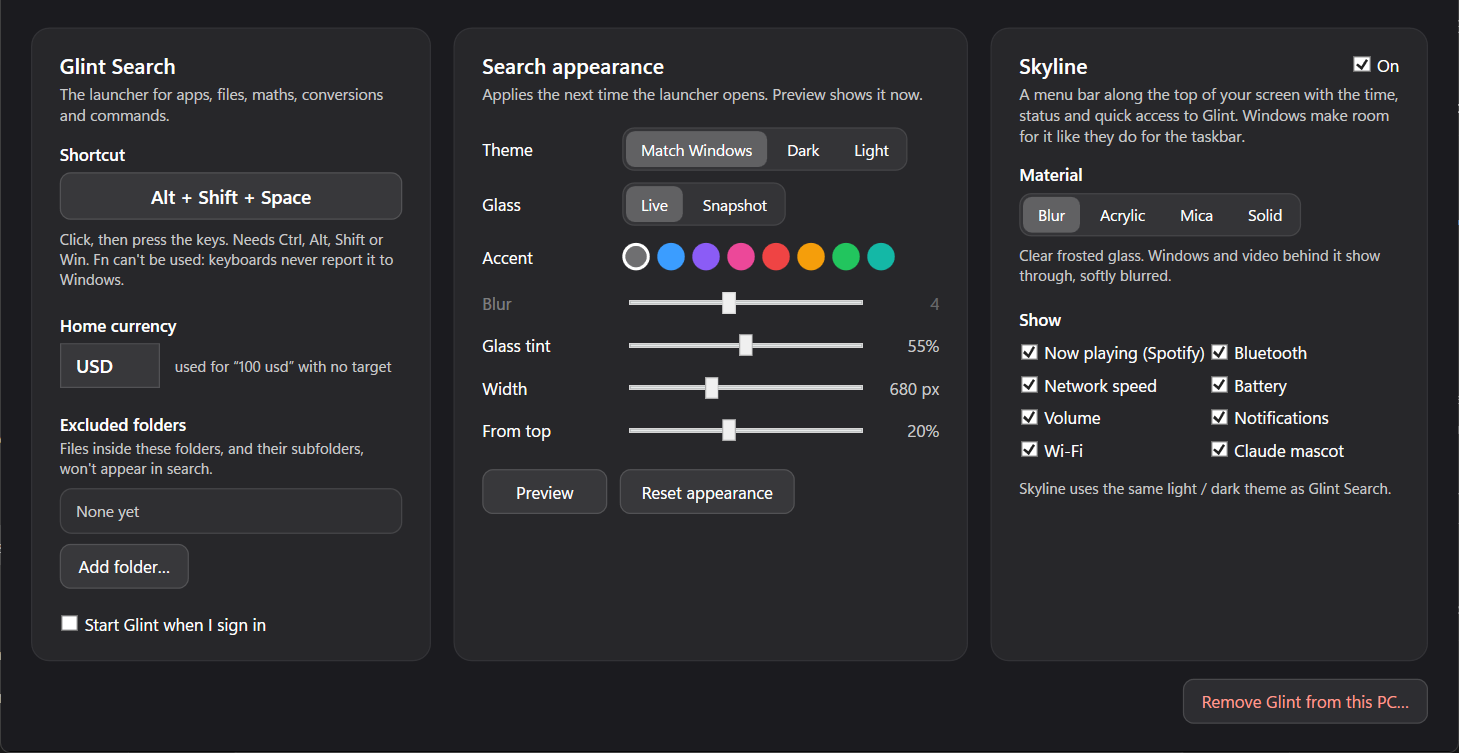 Glint Search
The launcher for apps, files, maths, conversions
and commands.
Shortcut
Alt + Shift + Space
Click, then press the keys. Needs Ctrl, Alt, Shift or
Win. Fn can't be used: keyboards never report it to
Windows.
Home currency
USD
used for “100 usd” with no target
Excluded folders
Files inside these folders, and their subfolders,
won't appear in search.
None yet
Add folder...
Start Glint when I sign in
Search appearance
Applies the next time the launcher opens. Preview shows it now.
Theme
Match Windows Dark Light
Glass
Live Snapshot
Accent
Blur 4
Glass tint 55%
Width 680 px
From top 20%
Preview Reset appearance
Skyline On
A menu bar along the top of your screen with the time,
status and quick access to Glint. Windows make room
for it like they do for the taskbar.
Material
Blur Acrylic Mica Solid
Clear frosted glass. Windows and video behind it show
through, softly blurred.
Show
Now playing (Spotify) Bluetooth
Network speed Battery
Volume Notifications
Wi-Fi Claude mascot
Skyline uses the same light / dark theme as Glint Search.
Remove Glint from this PC...